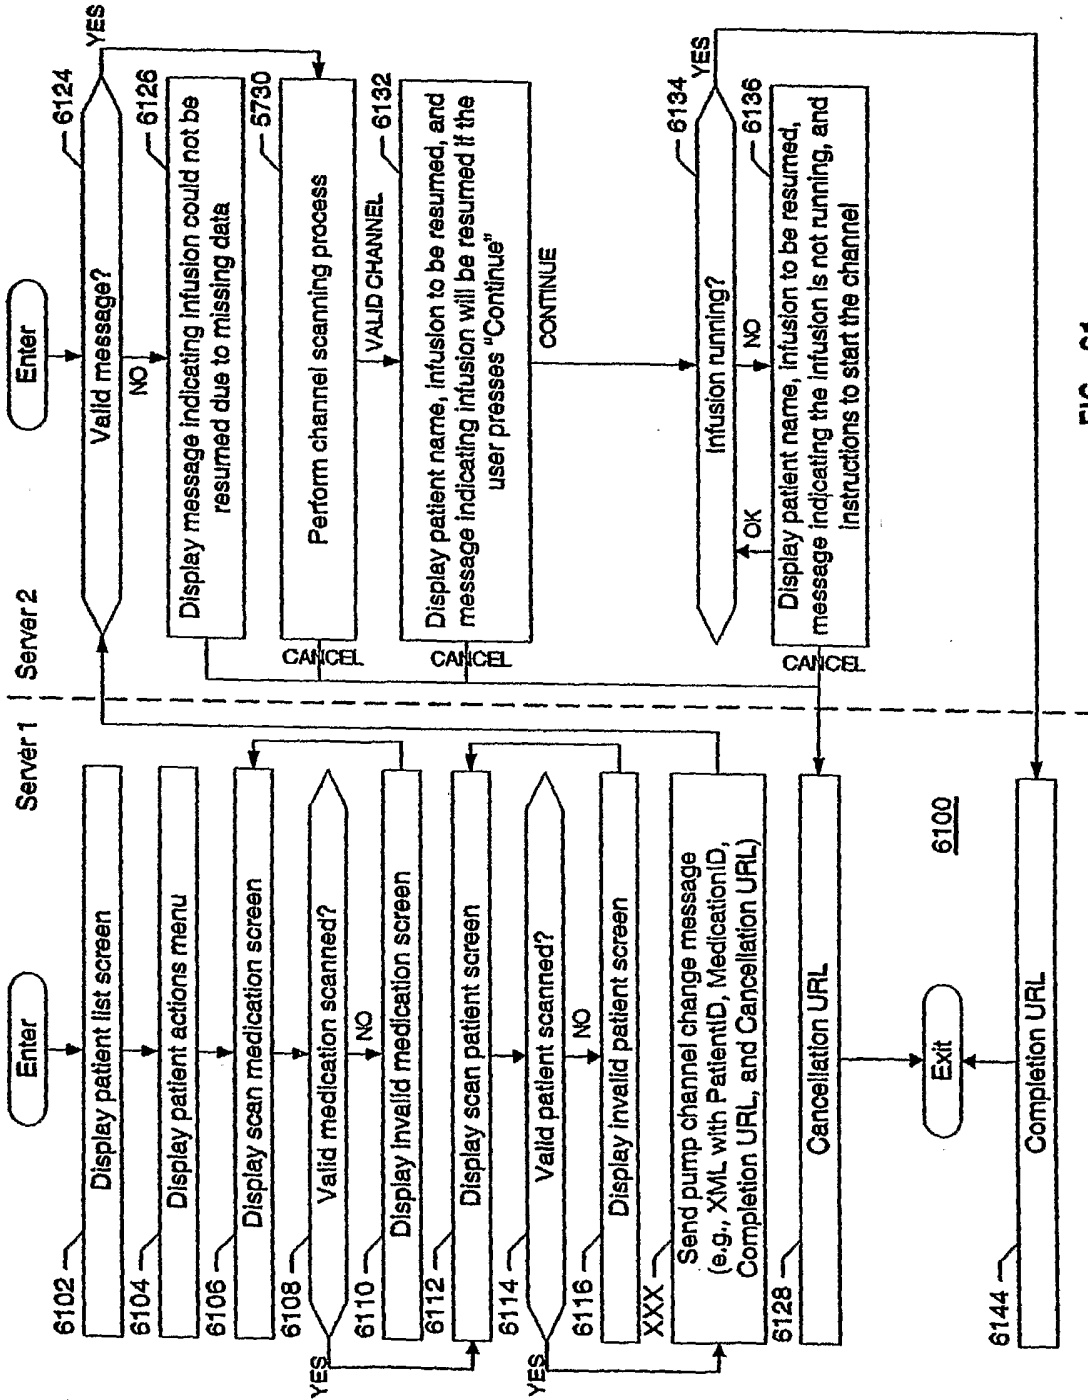 Server 1
Server 2
Enter
6102
Display patient list screen
6104
Display patient actions menu
6106
Display scan medication screen
6108
Valid medication scanned?
YES
NO
6110
Display invalid medication screen
6112
Display scan patient screen
6114
Valid patient scanned?
YES
NO
6116
Display invalid patient screen
XXX
Send pump channel change message
(e.g., XML with PatientID, MedicationID,
Completion URL, and Cancellation URL)
6128
Cancellation URL
Exit
6100
6144
Completion URL
Enter
6124
Valid message?
YES
NO
6126
Display message indicating infusion could not be
resumed due to missing data
5730
Perform channel scanning process
CANCEL
VALID CHANNEL
6132
Display patient name, infusion to be resumed, and
message indicating infusion will be resumed if the
user presses "Continue"
CANCEL
CONTINUE
6134
Infusion running?
YES
OK
NO
6136
Display patient name, infusion to be resumed,
message indicating the infusion is not running, and
instructions to start the channel
CANCEL